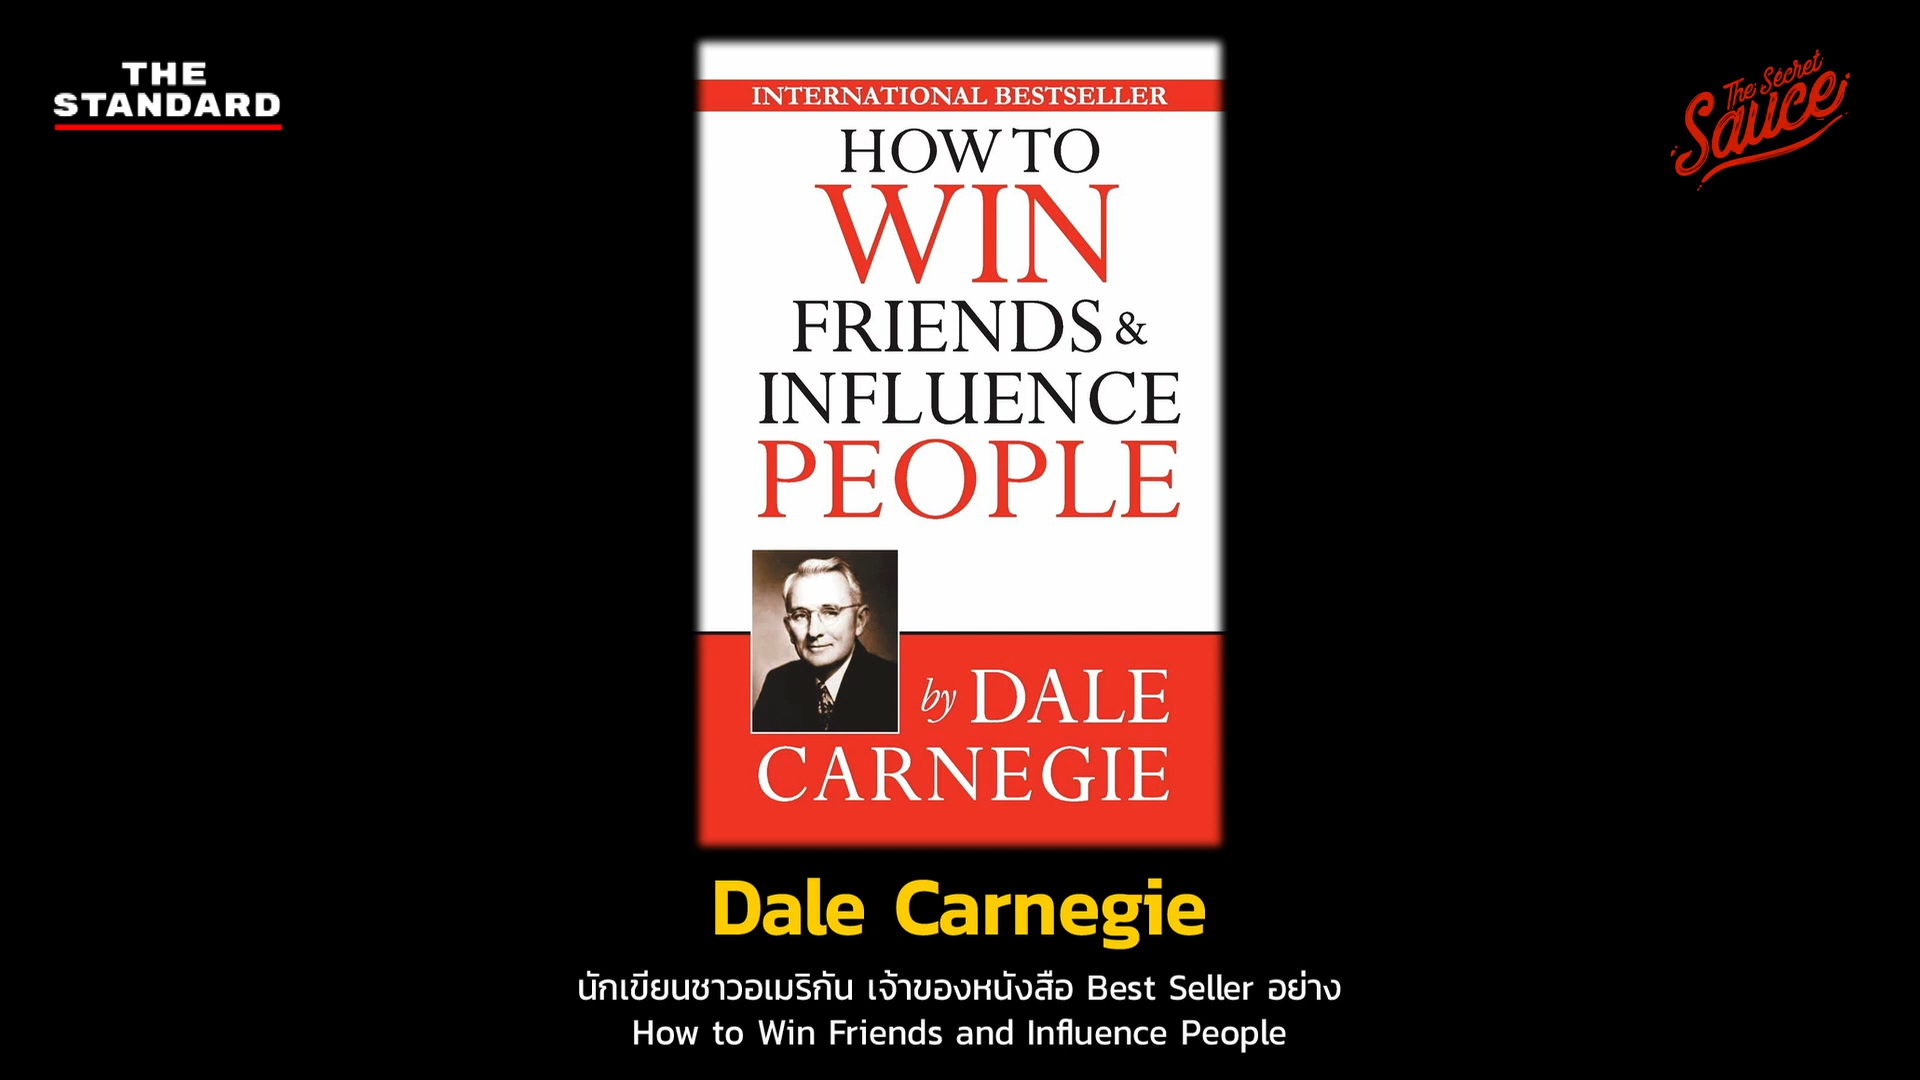 THE
STANDARD
The Secret
Sauce
INTERNATIONAL BESTSELLER
HOW TO
WIN
FRIENDS &
INFLUENCE
PEOPLE
by DALE
CARNEGIE
Dale Carnegie
นักเขียนชาวอเมริกัน เจ้าของหนังสือ Best Seller อย่าง
How to Win Friends and Influence People